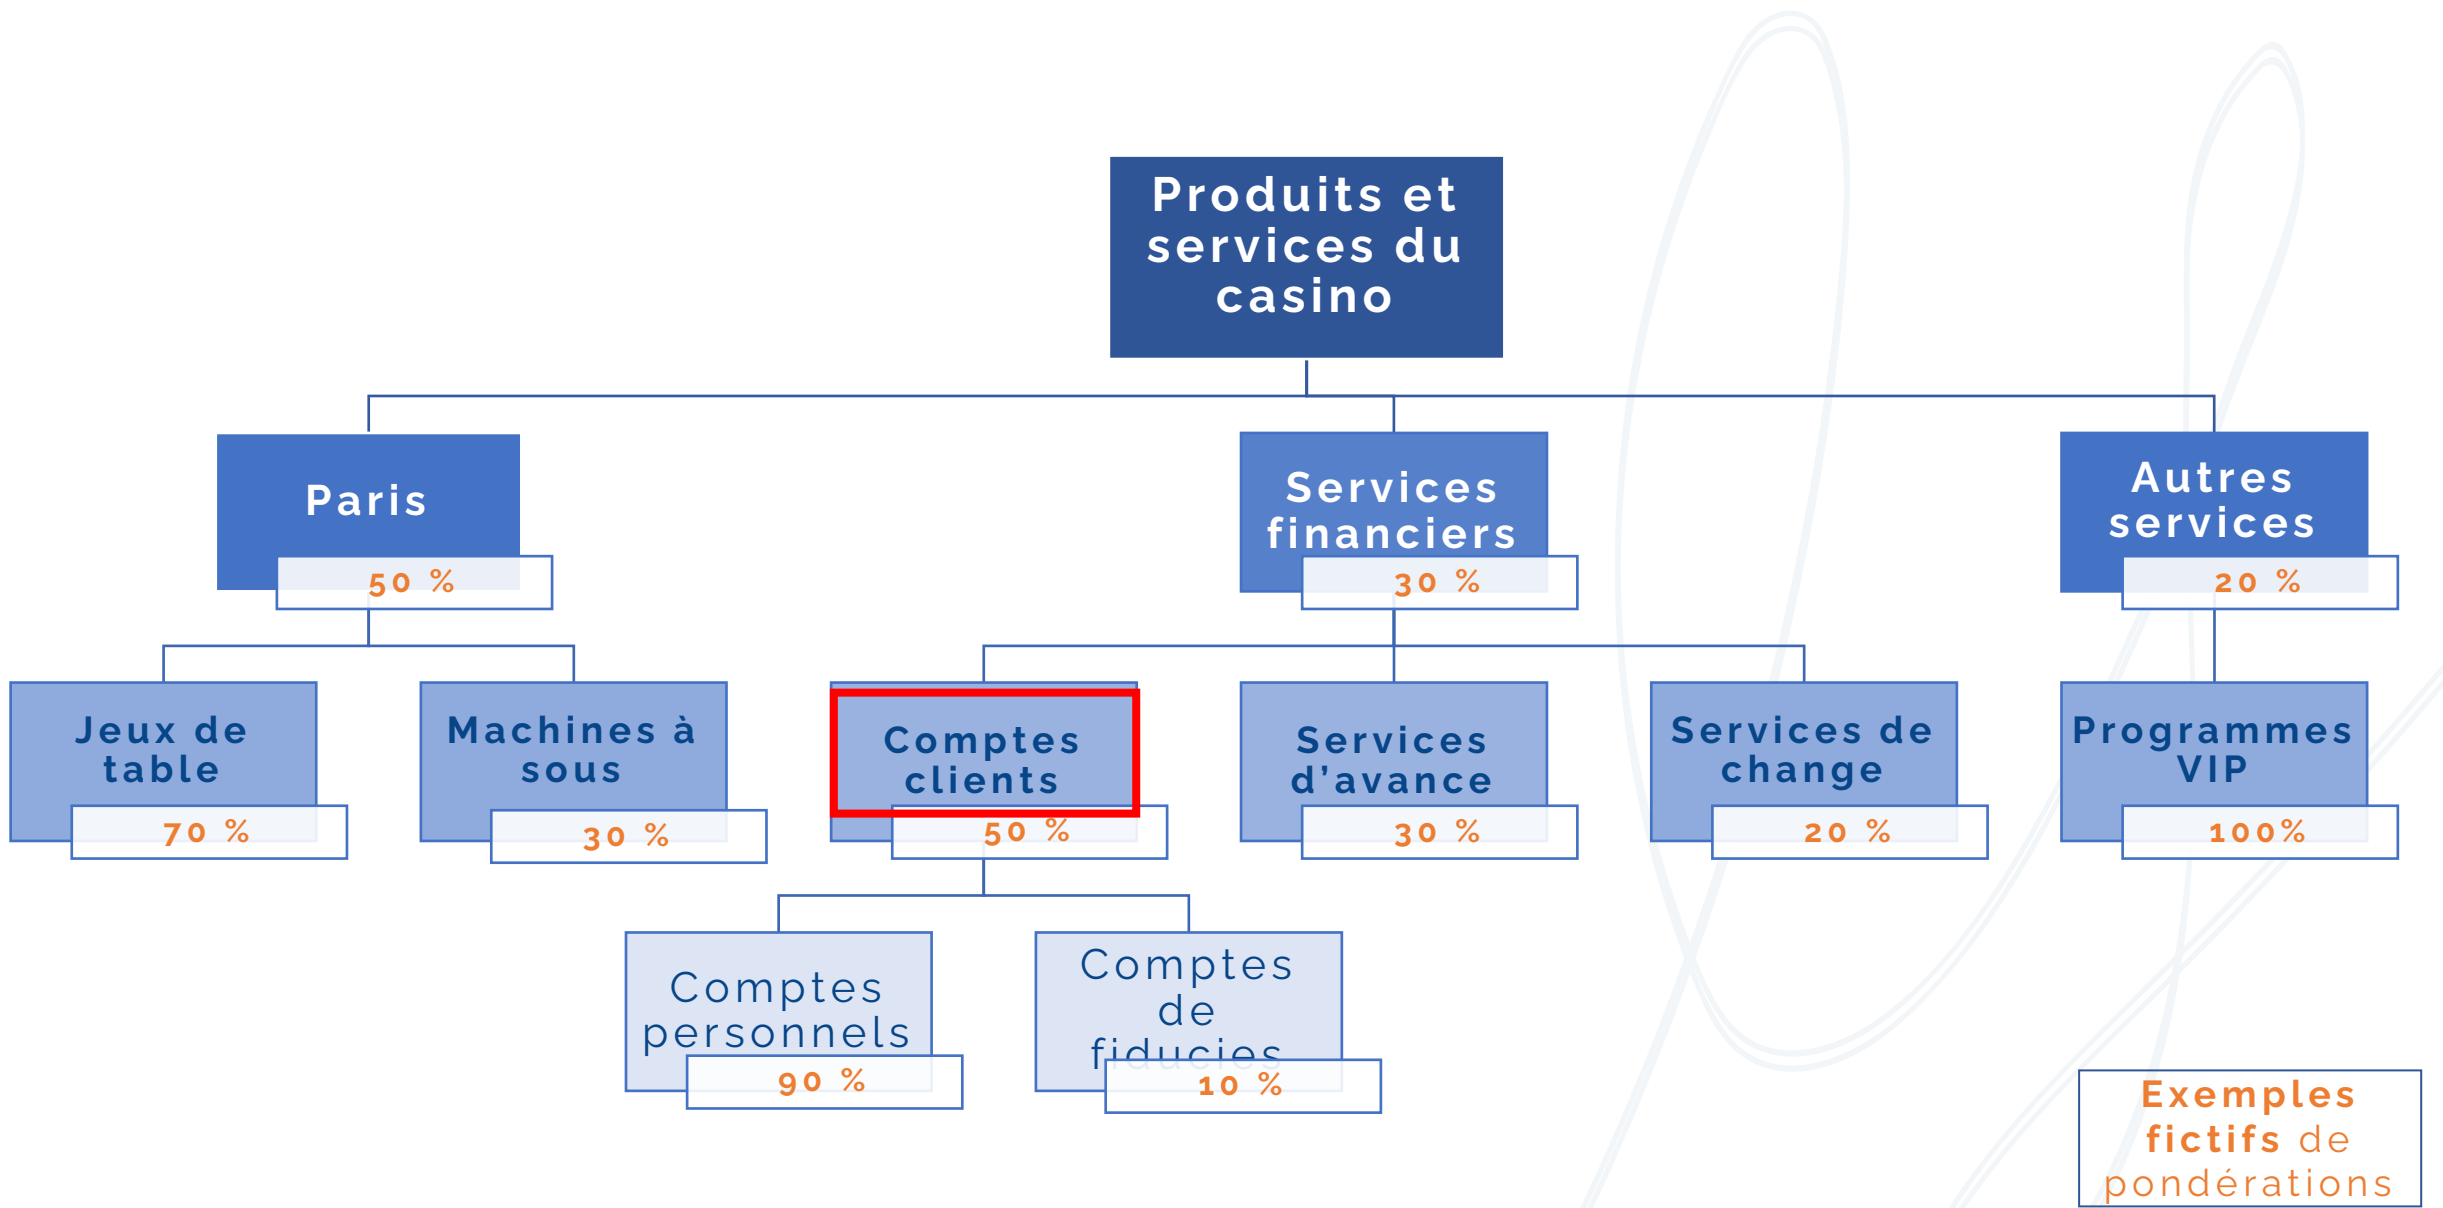 Produits et
services du
casino
Paris
50 %
Services
financiers
30 %
Autres
services
20 %
Jeux de
table
70 %
Machines à
sous
30 %
Comptes
clients
50 %
Services
d’avance
30 %
Services de
change
20 %
Programmes
VIP
100%
Comptes
personnels
90 %
Comptes
de
fiducies
10 %
Exemples
fictifs de
pondérations